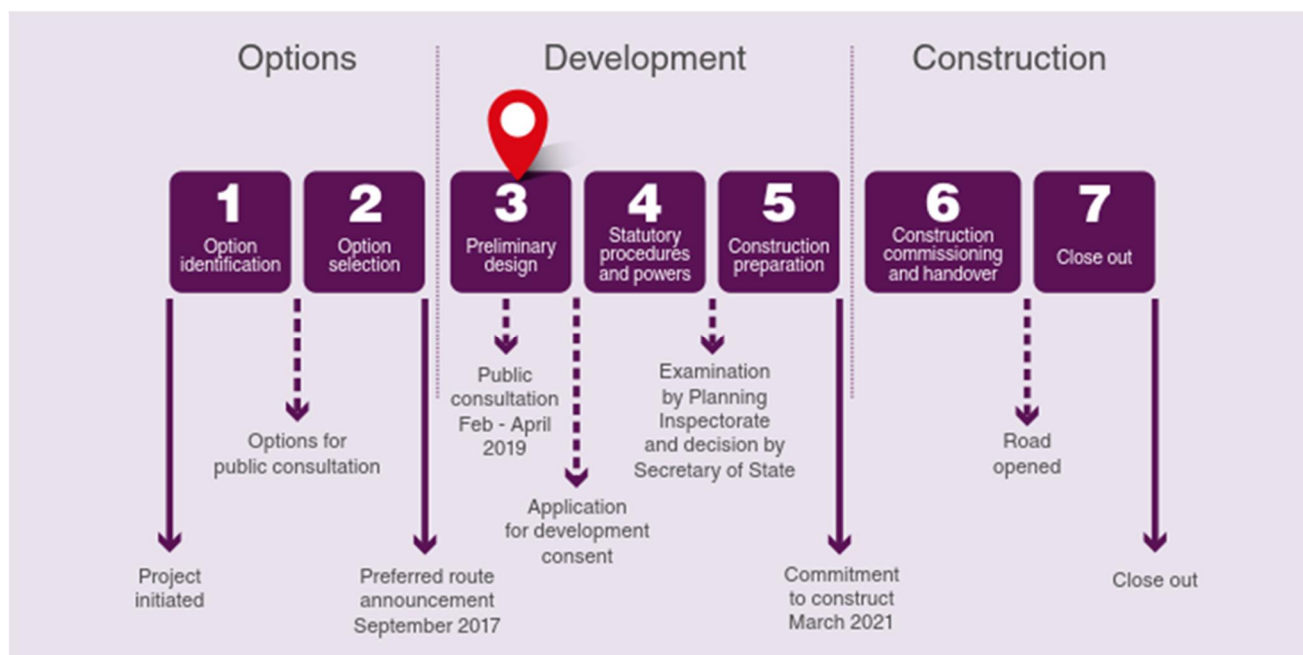 Options
Development
Construction
1
Option
identification
2
Option
selection
3
Preliminary
design
4
Statutory
procedures
and powers
5
Construction
preparation
6
Construction
commissioning
and handover
7
Close out
Project
initiated
Options for
public consultation
Preferred route
announcement
September 2017
Public
consultation
Feb - April
2019
Application
for development
consent
Examination
by Planning
Inspectorate
and decision by
Secretary of State
Commitment
to construct
March 2021
Road
opened
Close out